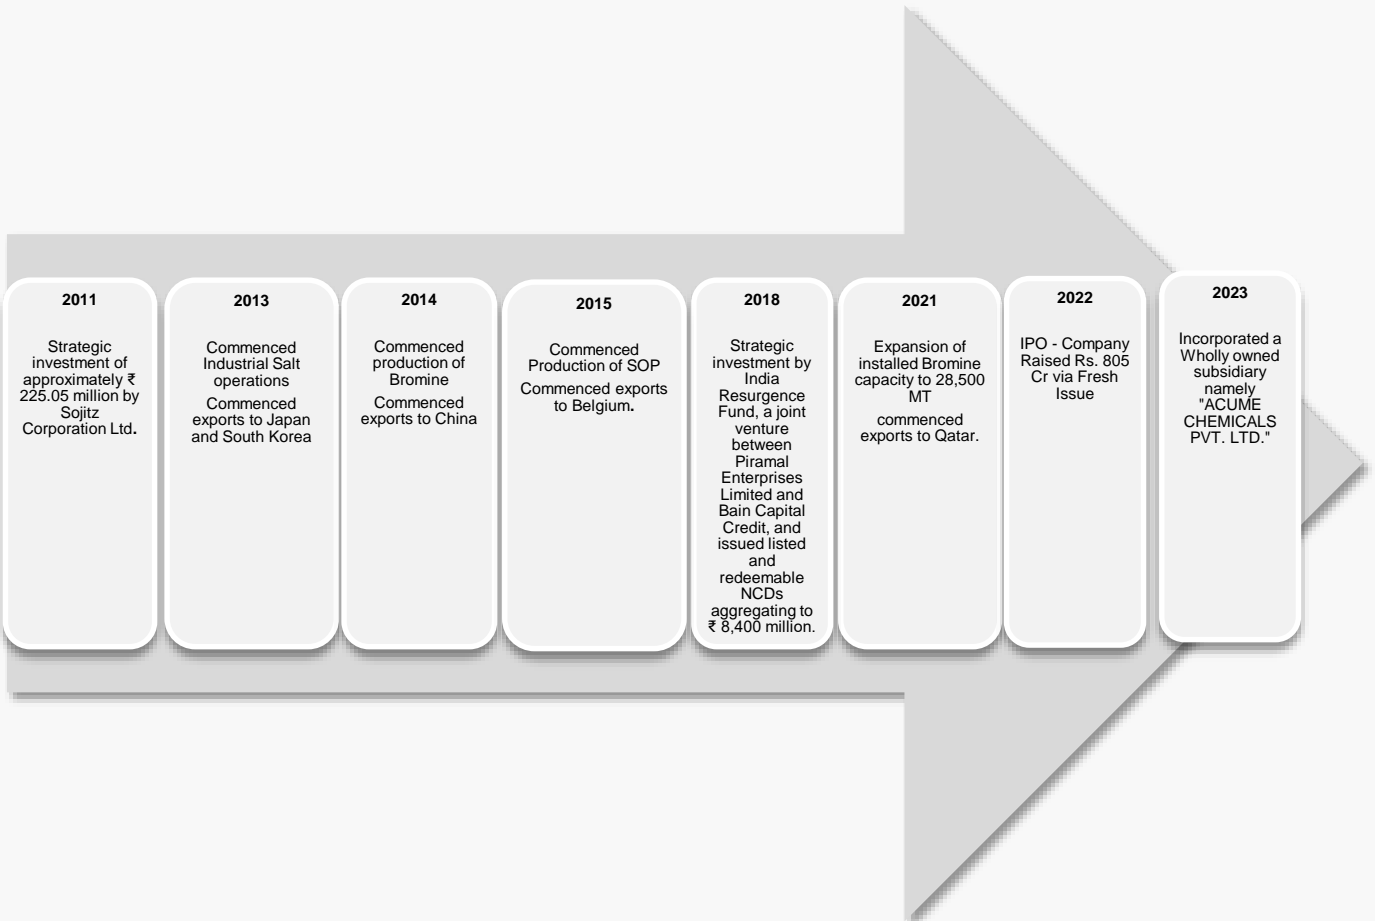 2011
Strategic
investment of
approximately ₹
225.05 million by
Sojitz
Corporation Ltd.
2013
Commenced
Industrial Salt
operations
Commenced
exports to Japan
and South Korea
2014
Commenced
production of
Bromine
Commenced
exports to China
2015
Commenced
Production of SOP
Commenced exports
to Belgium.
2018
Strategic
investment by
India
Resurgence
Fund, a joint
venture
between
Piramal
Enterprises
Limited and
Bain Capital
Credit, and
issued listed
and
redeemable
NCDs
aggregating to
₹ 8,400 million.
2021
Expansion of
installed Bromine
capacity to 28,500
MT
commenced
exports to Qatar.
2022
IPO - Company
Raised Rs. 805
Cr via Fresh
Issue
2023
Incorporated a
Wholly owned
subsidiary
namely
"ACUME
CHEMICALS
PVT. LTD."